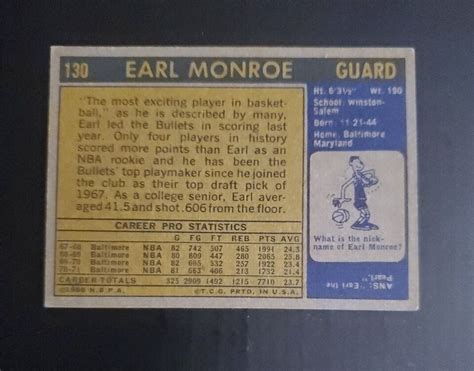 130 EARL MONROE GUARD
"The most exciting player in basket-
ball," as he is described by many,
Earl led the Bullets in scoring last
year. Only four players in history
scored more points than Earl as an
NBA rookie and he has been the
Bullets' top playmaker since he joined
the club as their top draft pick of
1967. As a college senior, Earl aver-
aged 41.5 and shot .606 from the floor.
Ht. 6'3½" Wt. 190
School: Winston-
Salem
Born: 11-21-44
Home: Baltimore
Maryland
What is the nick-
name of Earl Monroe?
ANS: "Earl the
Pearl".
CAREER PRO STATISTICS
G FG FT REB PTS AVG
67-68 Baltimore NBA 82 742 507 465 1991 24.3
68-69 Baltimore NBA 80 809 447 280 2065 25.8
69-70 Baltimore NBA 82 695 532 257 1922 23.4
70-71 Baltimore NBA 81 663 406 213 1732 21.4
CAREER TOTALS 325 2909 1892 1215 7710 23.7
N.B.P.A. ©T.C.G. PRTD. IN U.S.A.